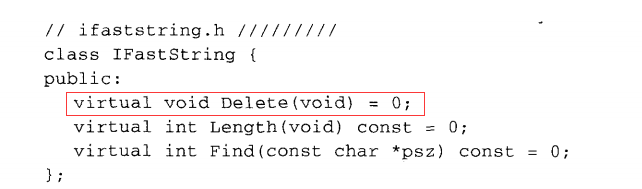 // ifaststring.h /////////
class IFastString {
public:
virtual void Delete(void) = 0;
virtual int Length(void) const = 0;
virtual int Find(const char *psz) const = 0;
};